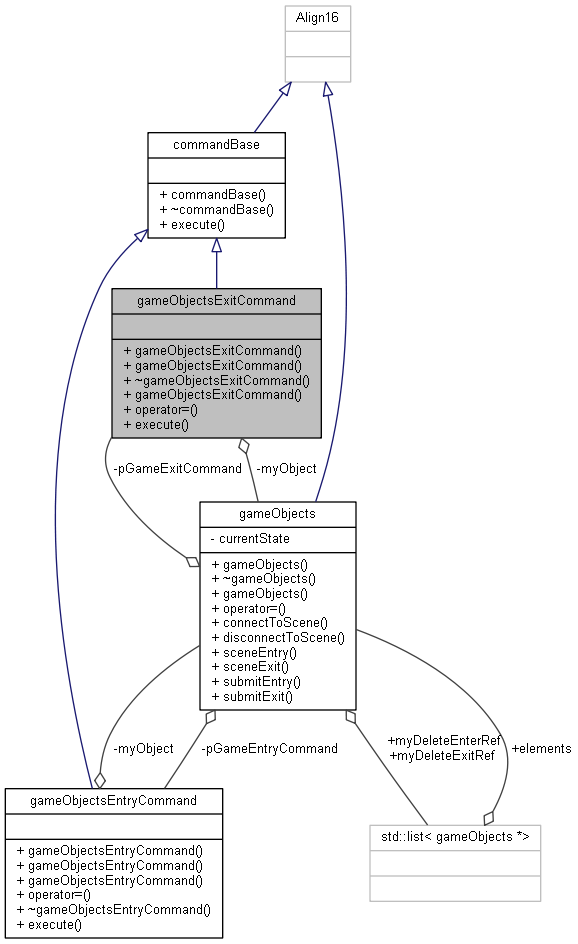 Align16
commandBase
+ commandBase()
+ ~commandBase()
+ execute()
gameObjectsExitCommand
+ gameObjectsExitCommand()
+ gameObjectsExitCommand()
+ ~gameObjectsExitCommand()
+ gameObjectsExitCommand()
+ operator=()
+ execute()
-pGameExitCommand
-myObject
gameObjects
- currentState
+ gameObjects()
+ ~gameObjects()
+ gameObjects()
+ operator=()
+ connectToScene()
+ disconnectToScene()
+ sceneEntry()
+ sceneExit()
+ submitEntry()
+ submitExit()
-myObject
-pGameEntryCommand
+myDeleteEnterRef
+myDeleteExitRef
+elements
gameObjectsEntryCommand
+ gameObjectsEntryCommand()
+ gameObjectsEntryCommand()
+ gameObjectsEntryCommand()
+ operator=()
+ ~gameObjectsEntryCommand()
+ execute()
std::list< gameObjects *>